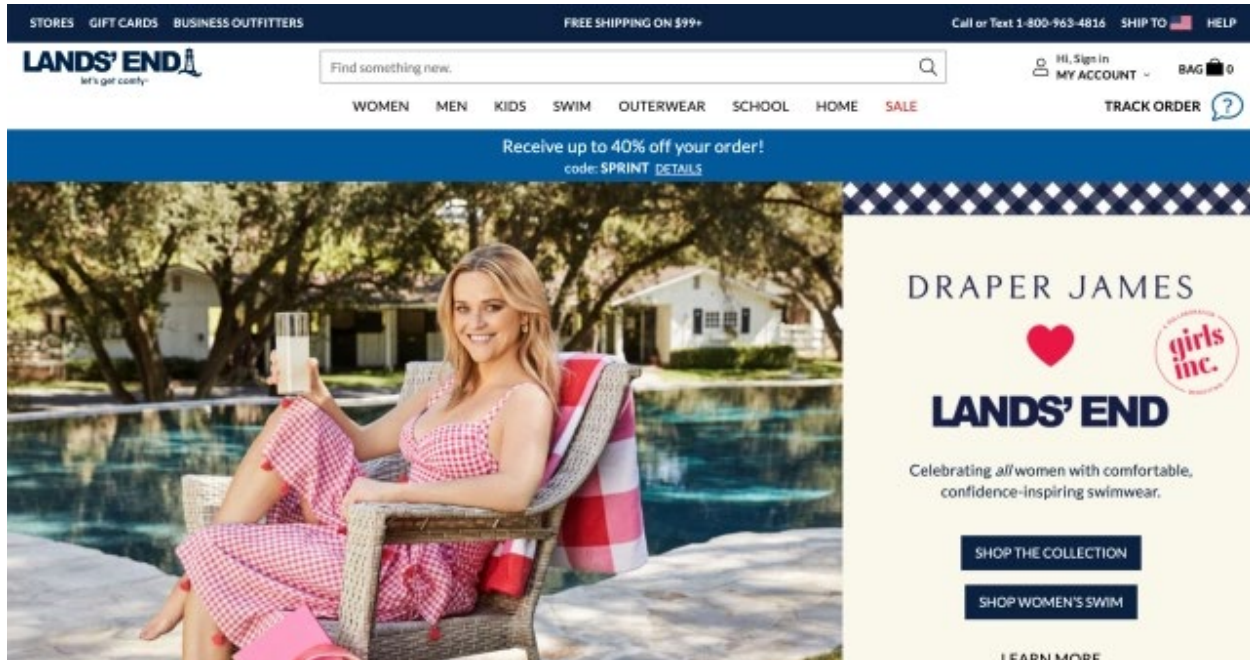 STORES GIFT CARDS BUSINESS OUTFITTERS
FREE SHIPPING ON $99+
Call or Text 1-800-963-4816 SHIP TO HELP
LANDS' END
let's get comfy™
Find something new.
Hi, Sign in
MY ACCOUNT
BAG 0
WOMEN MEN KIDS SWIM OUTERWEAR SCHOOL HOME SALE
TRACK ORDER ?
Receive up to 40% off your order!
code: SPRINT DETAILS
DRAPER JAMES
girls
inc.
LANDS' END
Celebrating all women with comfortable,
confidence-inspiring swimwear.
SHOP THE COLLECTION
SHOP WOMEN'S SWIM
LEARN MORE